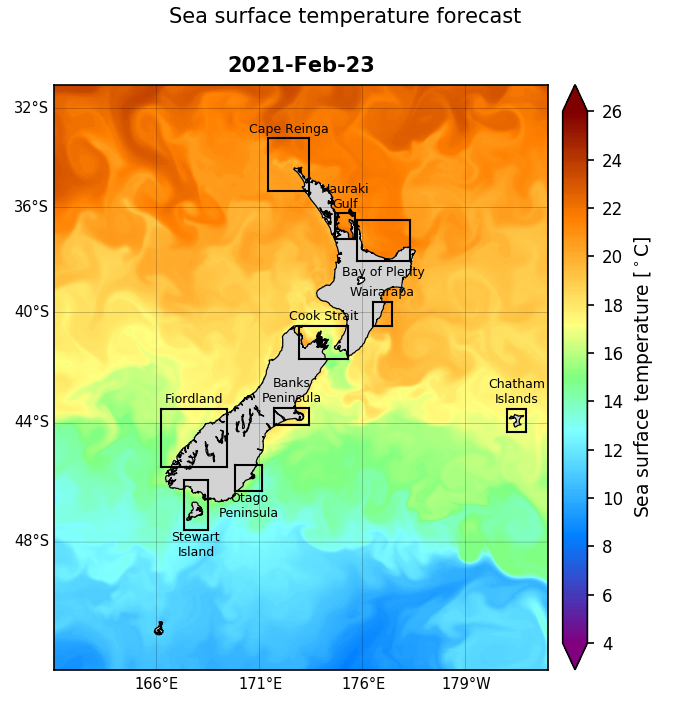 Sea surface temperature forecast
2021-Feb-23
32°S
36°S
40°S
44°S
48°S
Cape Reinga
Hauraki
Gulf
Bay of Plenty
Wairarapa
Cook Strait
Banks
Peninsula
Fiordland
Chatham
Islands
Otago
Peninsula
Stewart
Island
166°E
171°E
176°E
179°W
26
24
22
20
18
16
14
12
10
8
6
4
Sea surface temperature [°C]